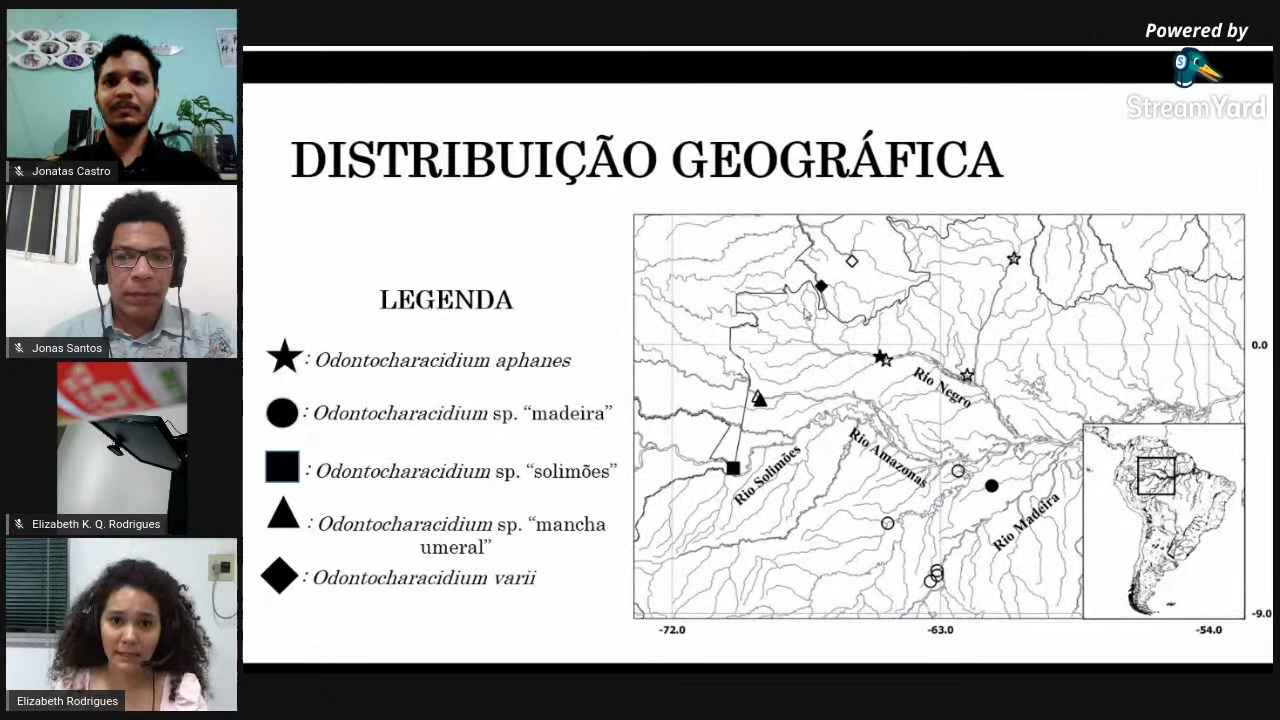 Powered by
StreamYard
DISTRIBUIÇÃO GEOGRÁFICA
LEGENDA
: Odontocharacidium aphanes
: Odontocharacidium sp. “madeira”
: Odontocharacidium sp. “solimões”
: Odontocharacidium sp. “mancha
umeral”
: Odontocharacidium varii
Rio Negro
Rio Amazonas
Rio Solimões
Rio Madeira
0.0
-9.0
-72.0
-63.0
-54.0
Jonatas Castro
Jonas Santos
Elizabeth K. Q. Rodrigues
Elizabeth Rodrigues